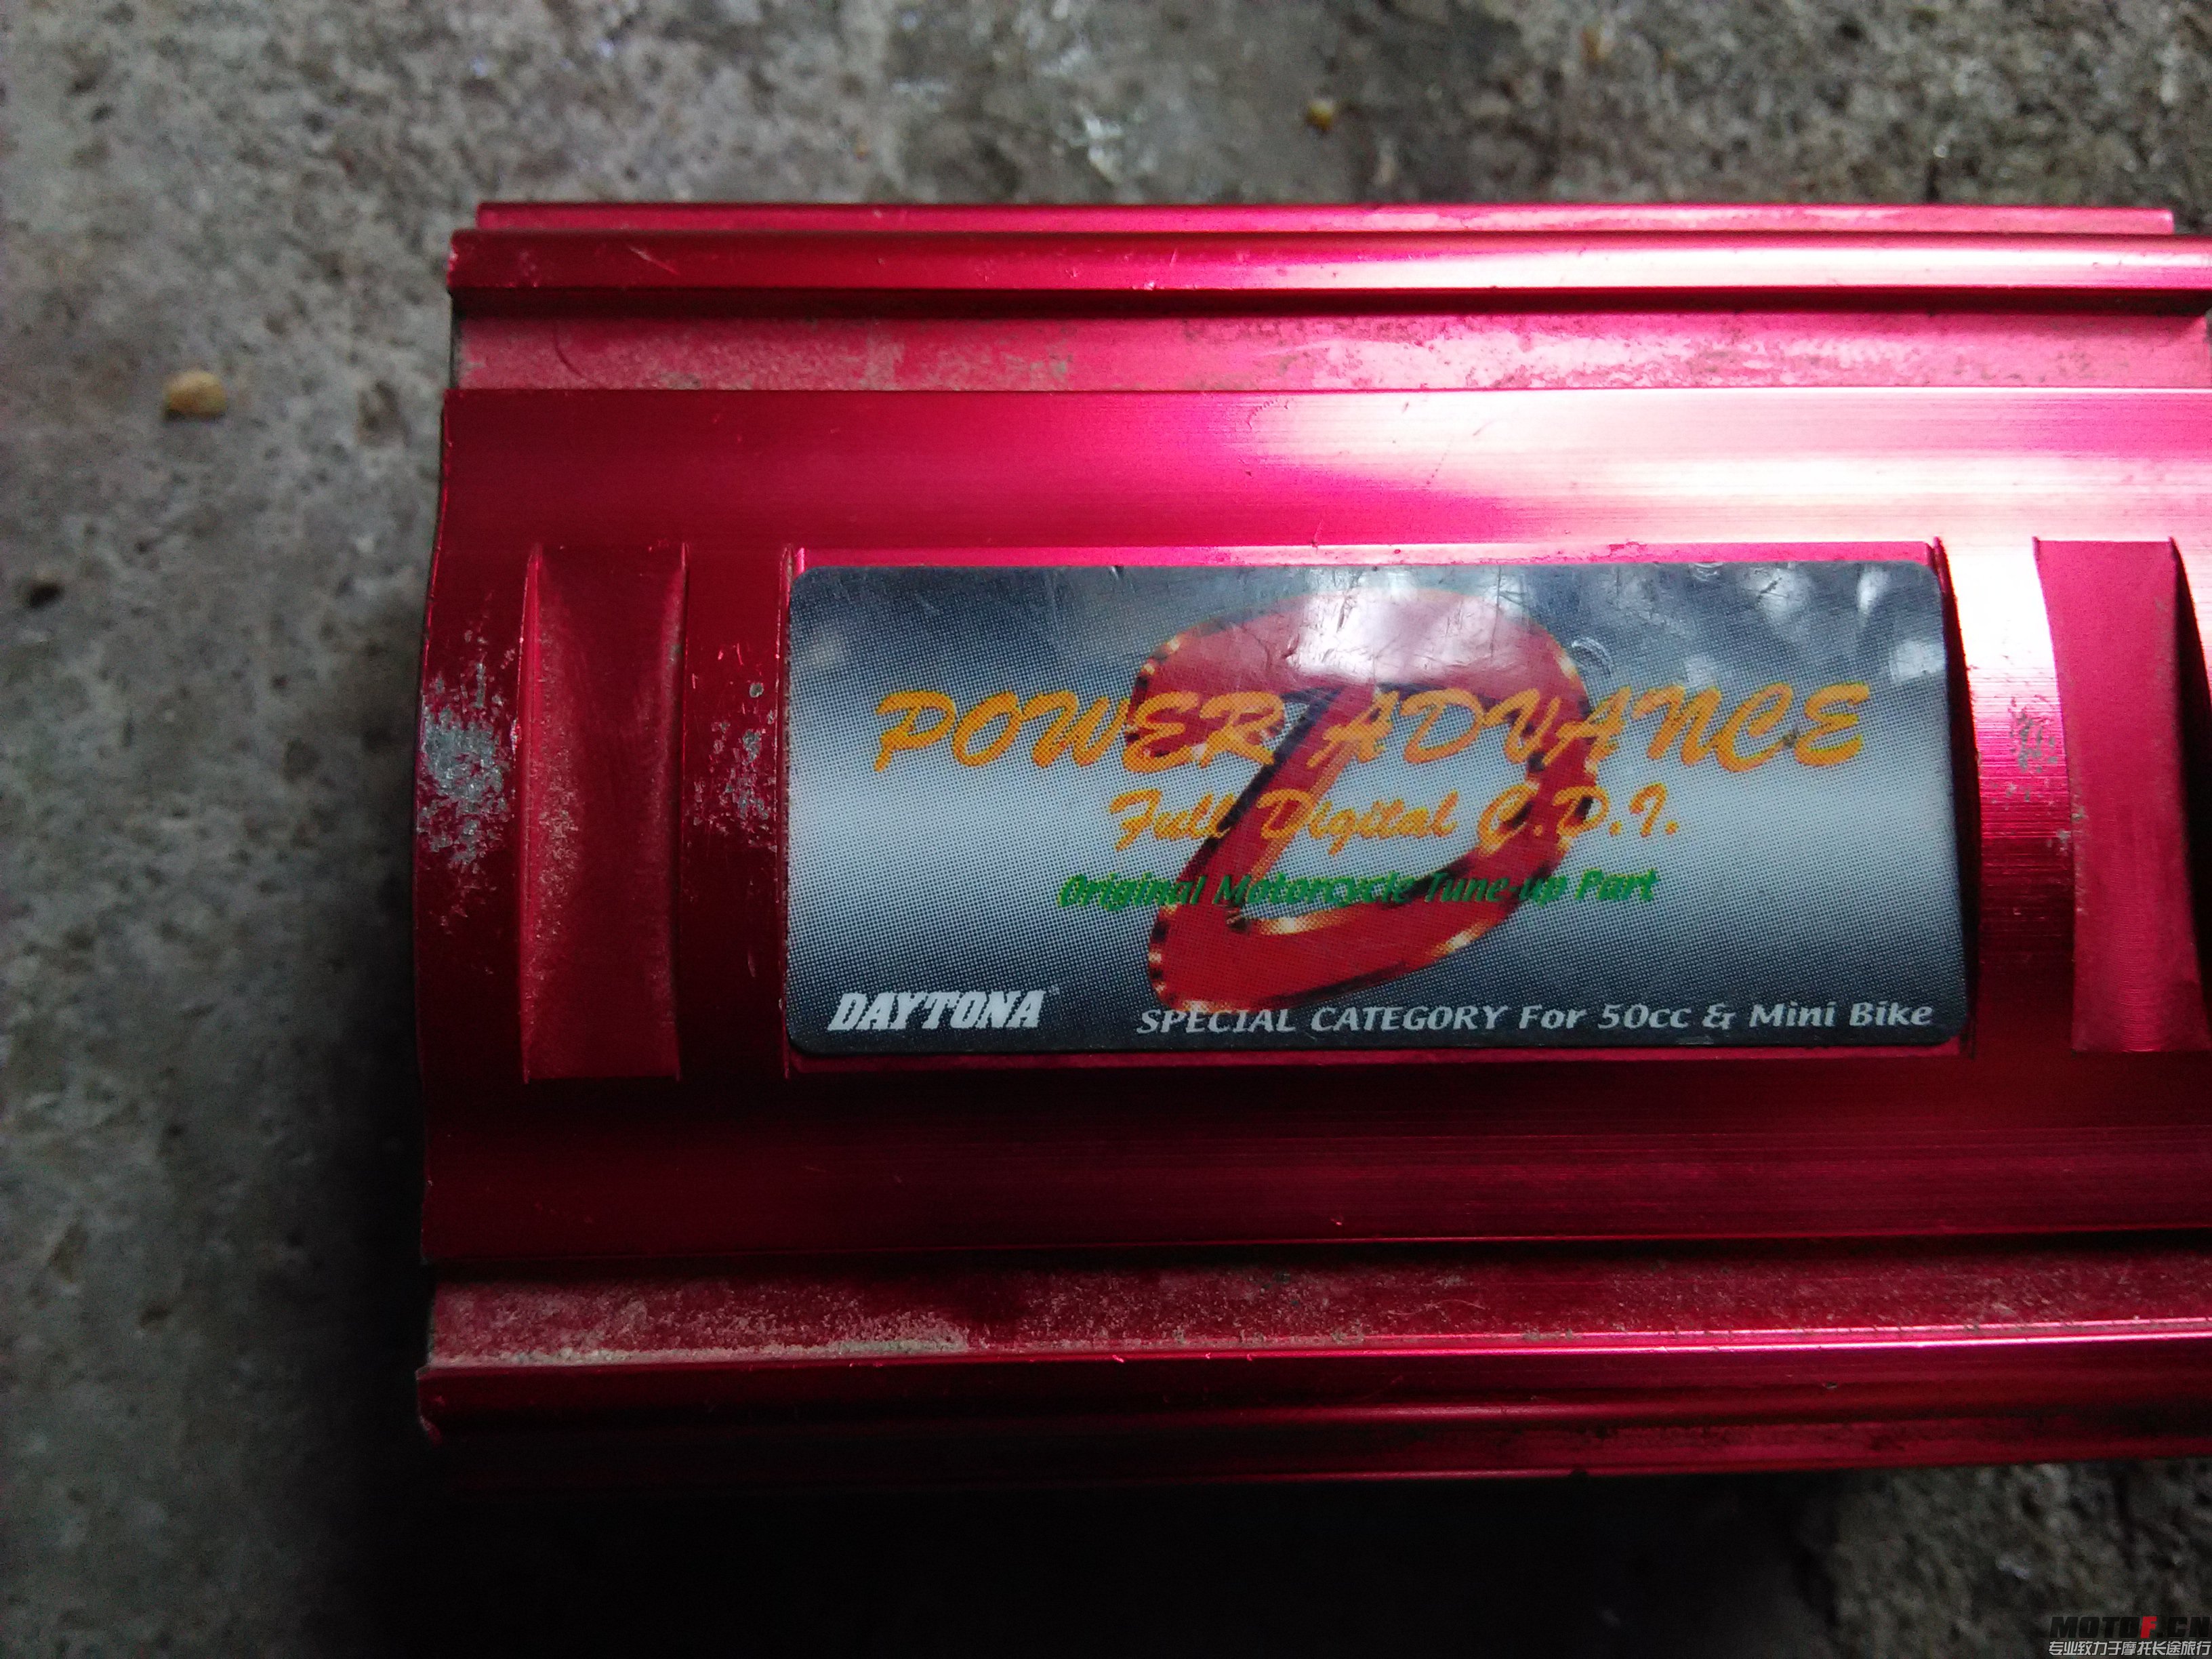 POWER ADVANCE
Full Digital C.D.I.
Original Motorcycle Tune-up Part
DAYTONA®
SPECIAL CATEGORY For 50cc & Mini Bike
MOTOF.CN
专业致力于摩托长途旅行